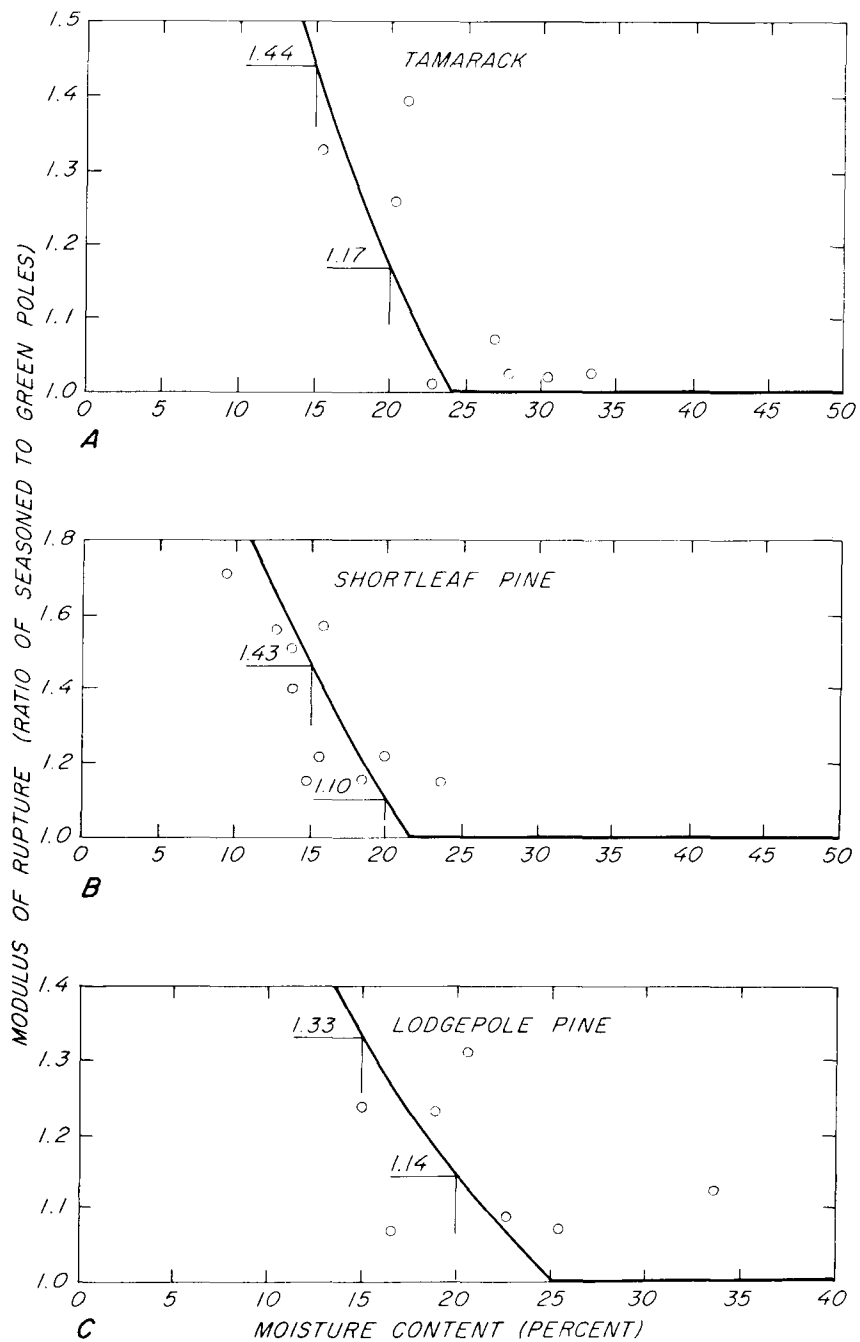 MODULUS OF RUPTURE (RATIO OF SEASONED TO GREEN POLES)
1.5
1.4
1.3
1.2
1.1
1.0
TAMARACK
1.44
1.17
0 5 10 15 20 25 30 35 40 45 50
A
1.8
1.6
1.4
1.2
1.0
SHORTLEAF PINE
1.43
1.10
0 5 10 15 20 25 30 35 40 45 50
B
1.4
1.3
1.2
1.1
1.0
LODGEPOLE PINE
1.33
1.14
0 5 10 15 20 25 30 35 40
C
MOISTURE CONTENT (PERCENT)